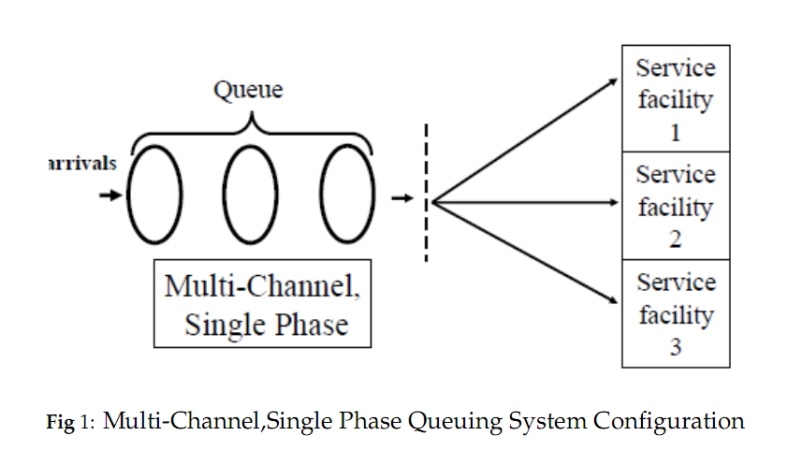 Queue
arrivals
Multi-Channel,
Single Phase
Service
facility
1
Service
facility
2
Service
facility
3
Fig 1: Multi-Channel,Single Phase Queuing System Configuration